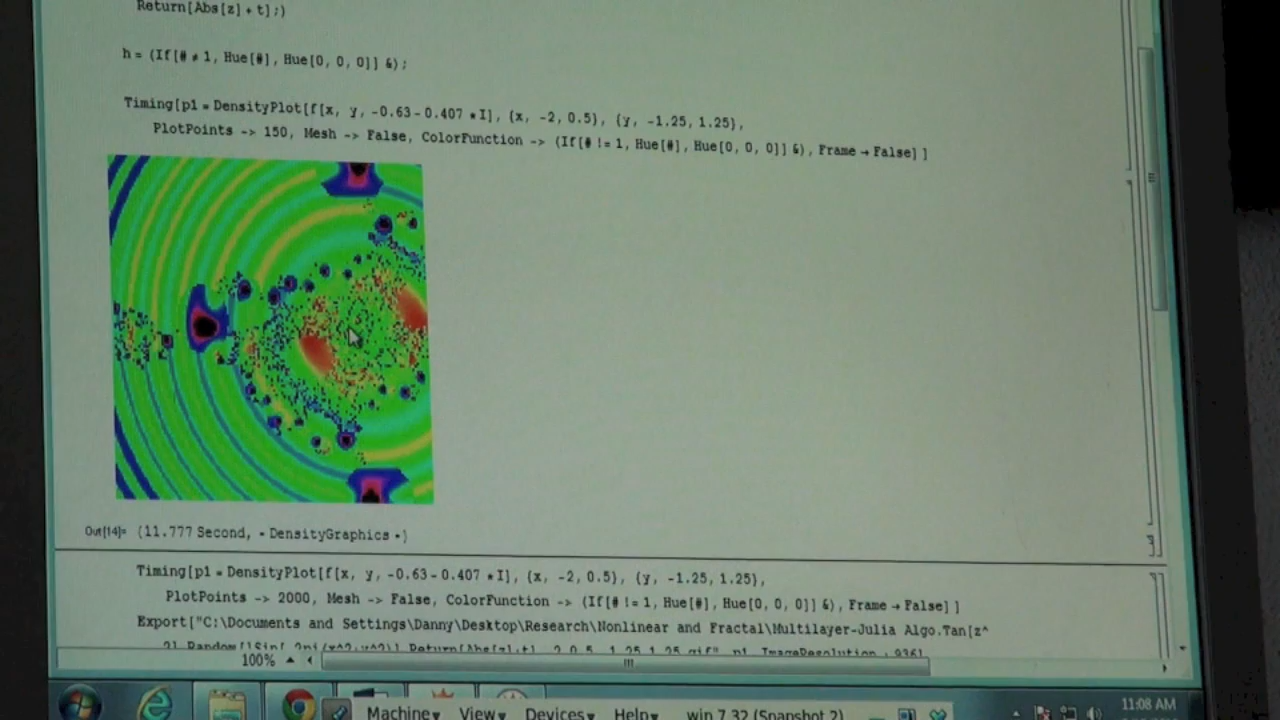 Return[Abs[z] + t];)
h = (If[# ≠ 1, Hue[#], Hue[0, 0, 0]] &);
Timing[p1 = DensityPlot[f[x, y, -0.63 - 0.407 * I], {x, -2, 0.5}, {y, -1.25, 1.25},
PlotPoints -> 150, Mesh -> False, ColorFunction -> (If[# != 1, Hue[#], Hue[0, 0, 0]] &), Frame → False] ]
Out[14]= {11.777 Second, - DensityGraphics -}
Timing[p1 = DensityPlot[f[x, y, -0.63 - 0.407 * I], {x, -2, 0.5}, {y, -1.25, 1.25},
PlotPoints -> 2000, Mesh -> False, ColorFunction -> (If[# != 1, Hue[#], Hue[0, 0, 0]] &), Frame → False] ]
Export["C:\Documents and Settings\Danny\Desktop\Research\Nonlinear and Fractal\Multilayer-Julia Algo.Tan[z^
100%
Machine View Devices Help win 7 32 (Snapshot 2)
11:08 AM